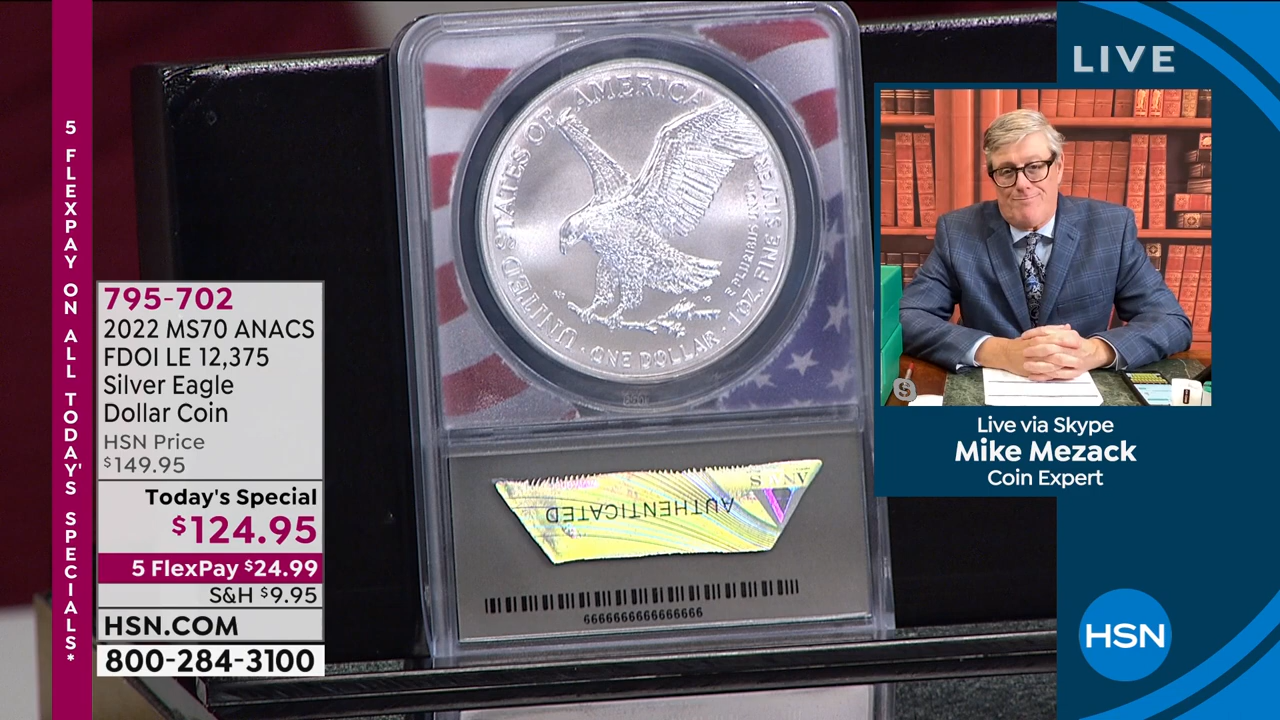 5 FLEXPAY ON ALL TODAY'S SPECIALS*
795-702
2022 MS70 ANACS
FDOI LE 12,375
Silver Eagle
Dollar Coin
HSN Price
$149.95
Today's Special
$124.95
5 FlexPay $24.99
S&H $9.95
HSN.COM
800-284-3100
UNITED STATES OF AMERICA
1 OZ. FINE SILVER
E PLURIBUS UNUM
ONE DOLLAR
ANACS
AUTHENTICATED
6666666666666666
LIVE
Live via Skype
Mike Mezack
Coin Expert
HSN